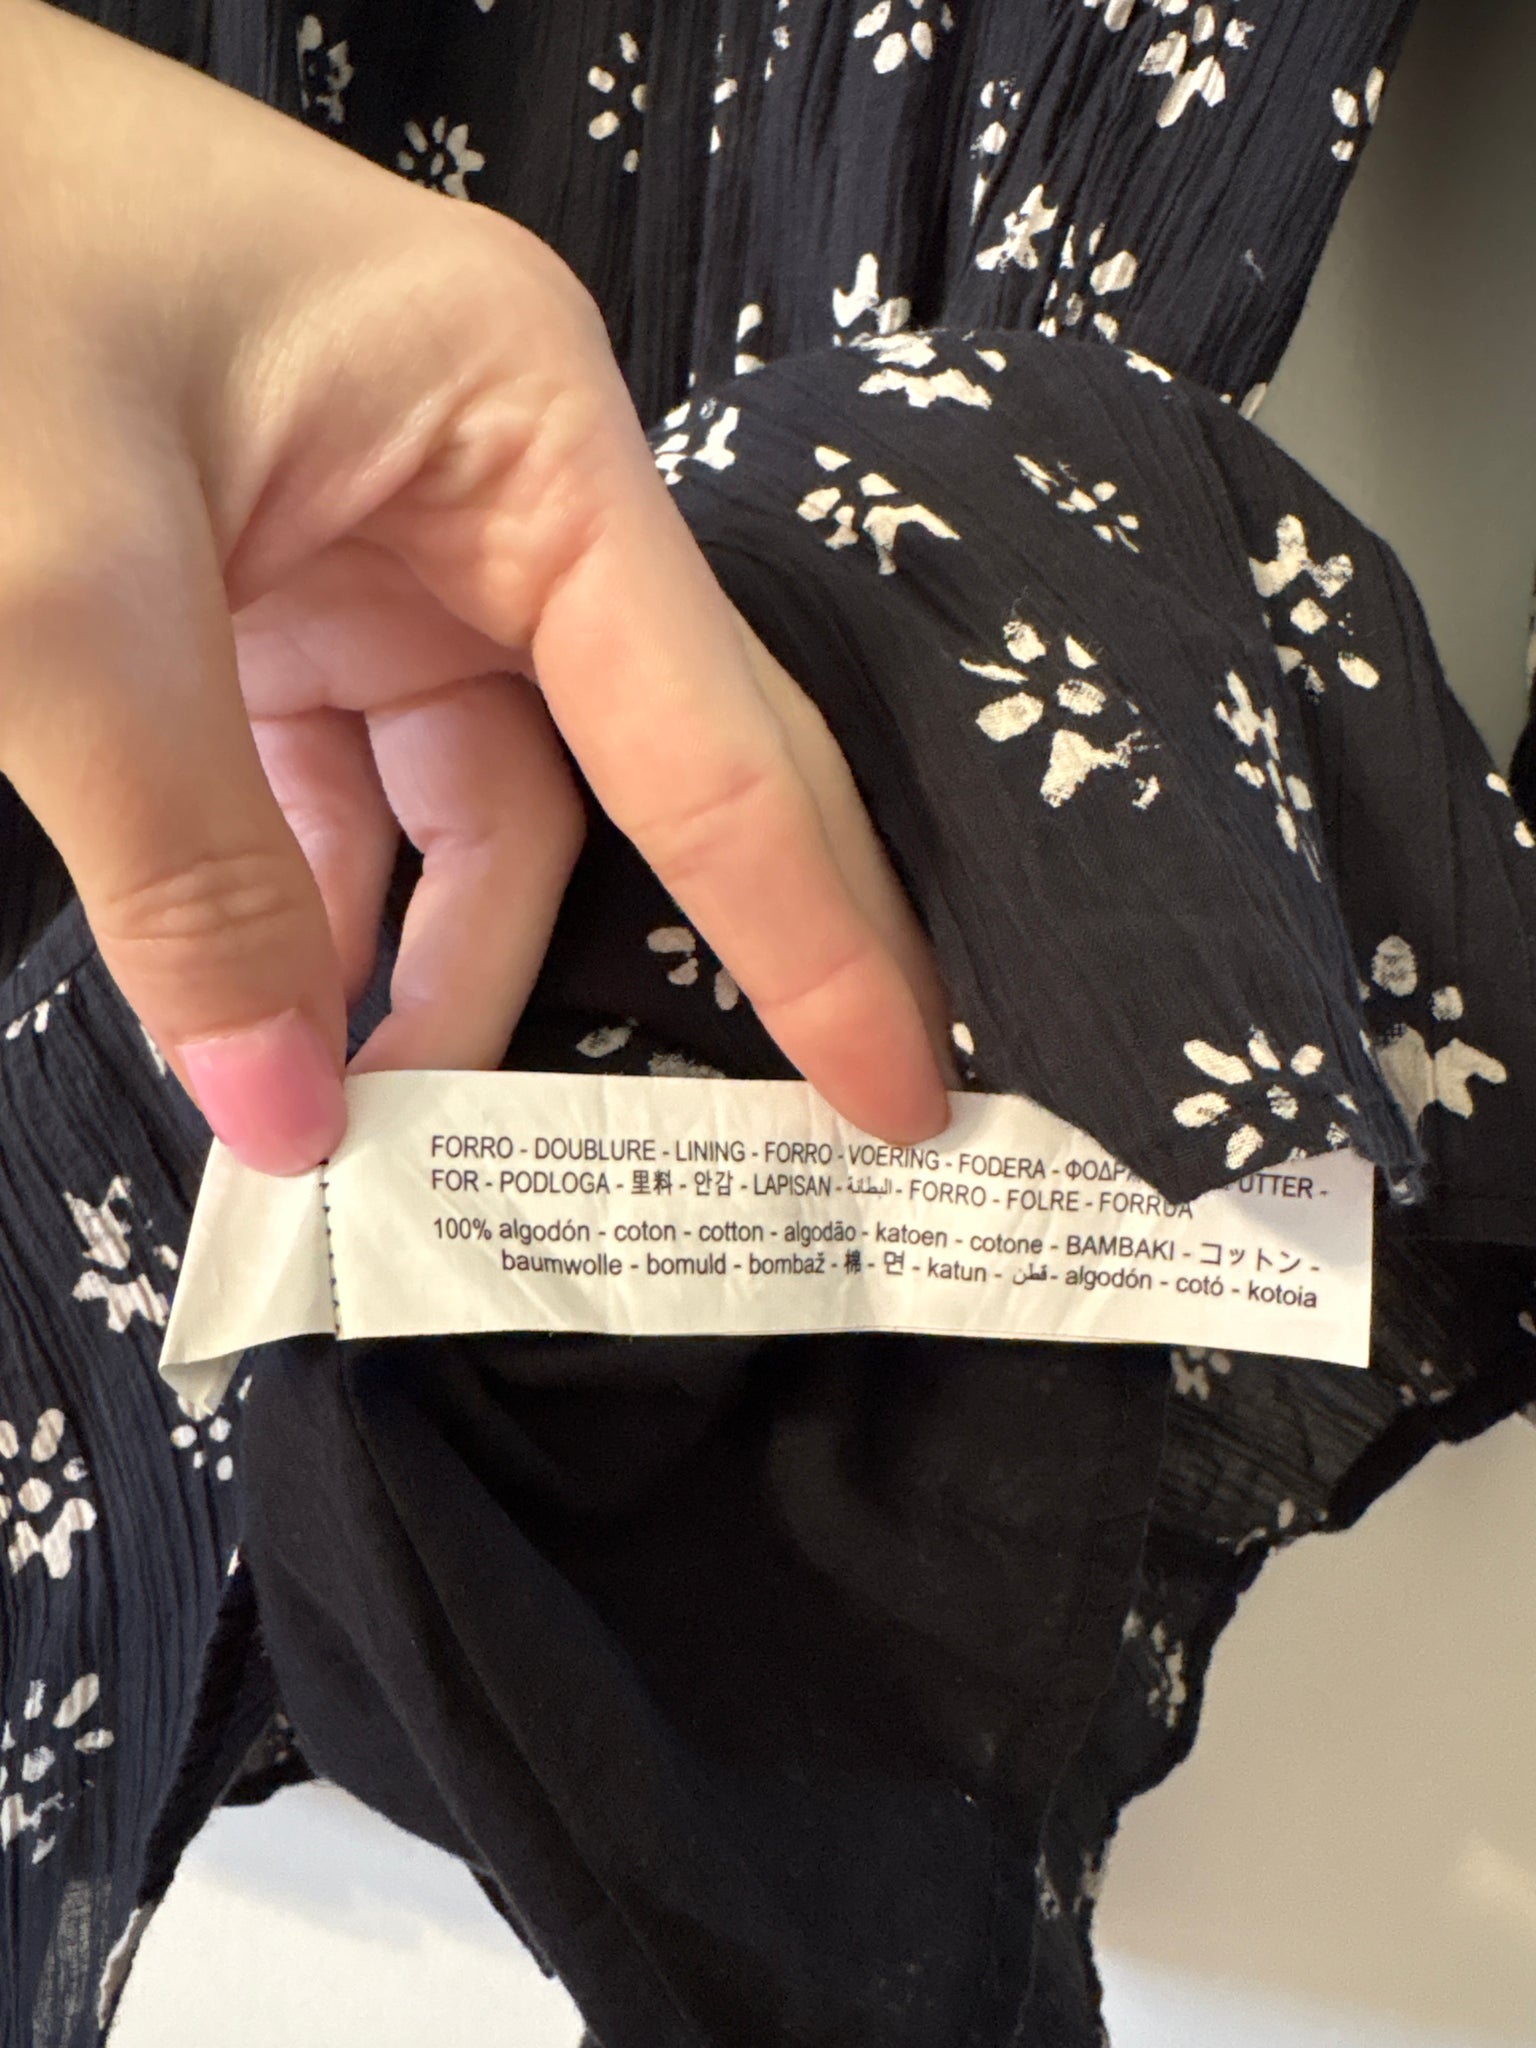 FORRO - DOUBLURE - LINING - FORRO - VOERING - FODERA - ΦΟΔΡ
FOR - PODLOGA - 里料 - 안감 - LAPISAN - البطانة - FORRO - FOLRE - FORRUA
100% algodón - coton - cotton - algodão - katoen - cotone - BAMBAKI - コットン -
baumwolle - bomuld - bombaž - 棉 - 면 - katun - قطن - algodón - cotó - kotoia